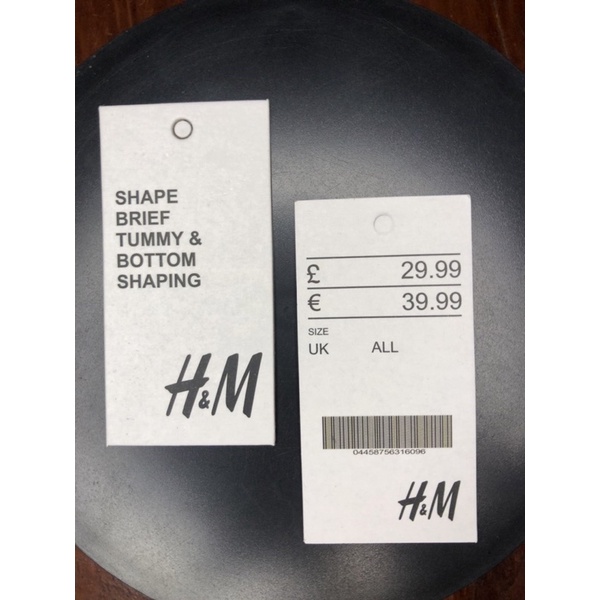 SHAPE
BRIEF
TUMMY &
BOTTOM
SHAPING
H&M
£ 29.99
€ 39.99
SIZE
UK ALL
04458756316096
H&M